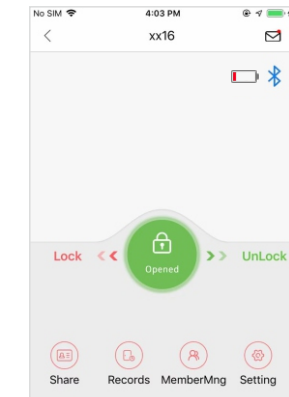 No SIM 4:03 PM
xx16
Lock Opened UnLock
Share Records MemberMng Setting